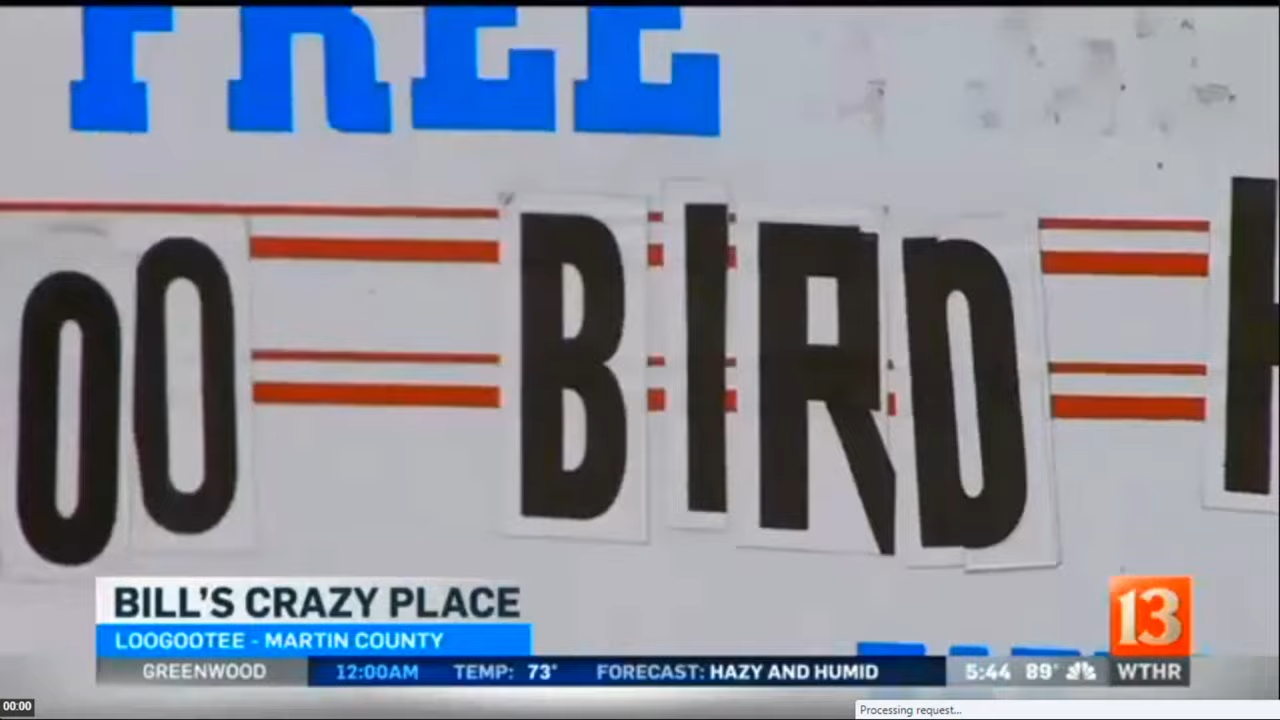 FREE
00 BIRD H
BILL'S CRAZY PLACE
LOOGOOTEE - MARTIN COUNTY
13
GREENWOOD 12:00AM TEMP: 73° FORECAST: HAZY AND HUMID 5:44 89° WTHR
00:00
Processing request...